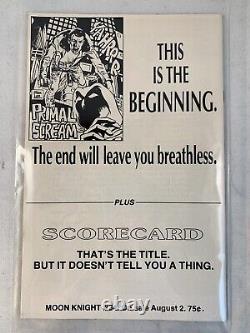 PRIMAL
SCREAM
THIS
IS THE
BEGINNING.
The end will leave you breathless.
PLUS
SCORECARD
THAT'S THE TITLE.
BUT IT DOESN'T TELL YOU A THING.
MOON KNIGHT August 2. 75¢.